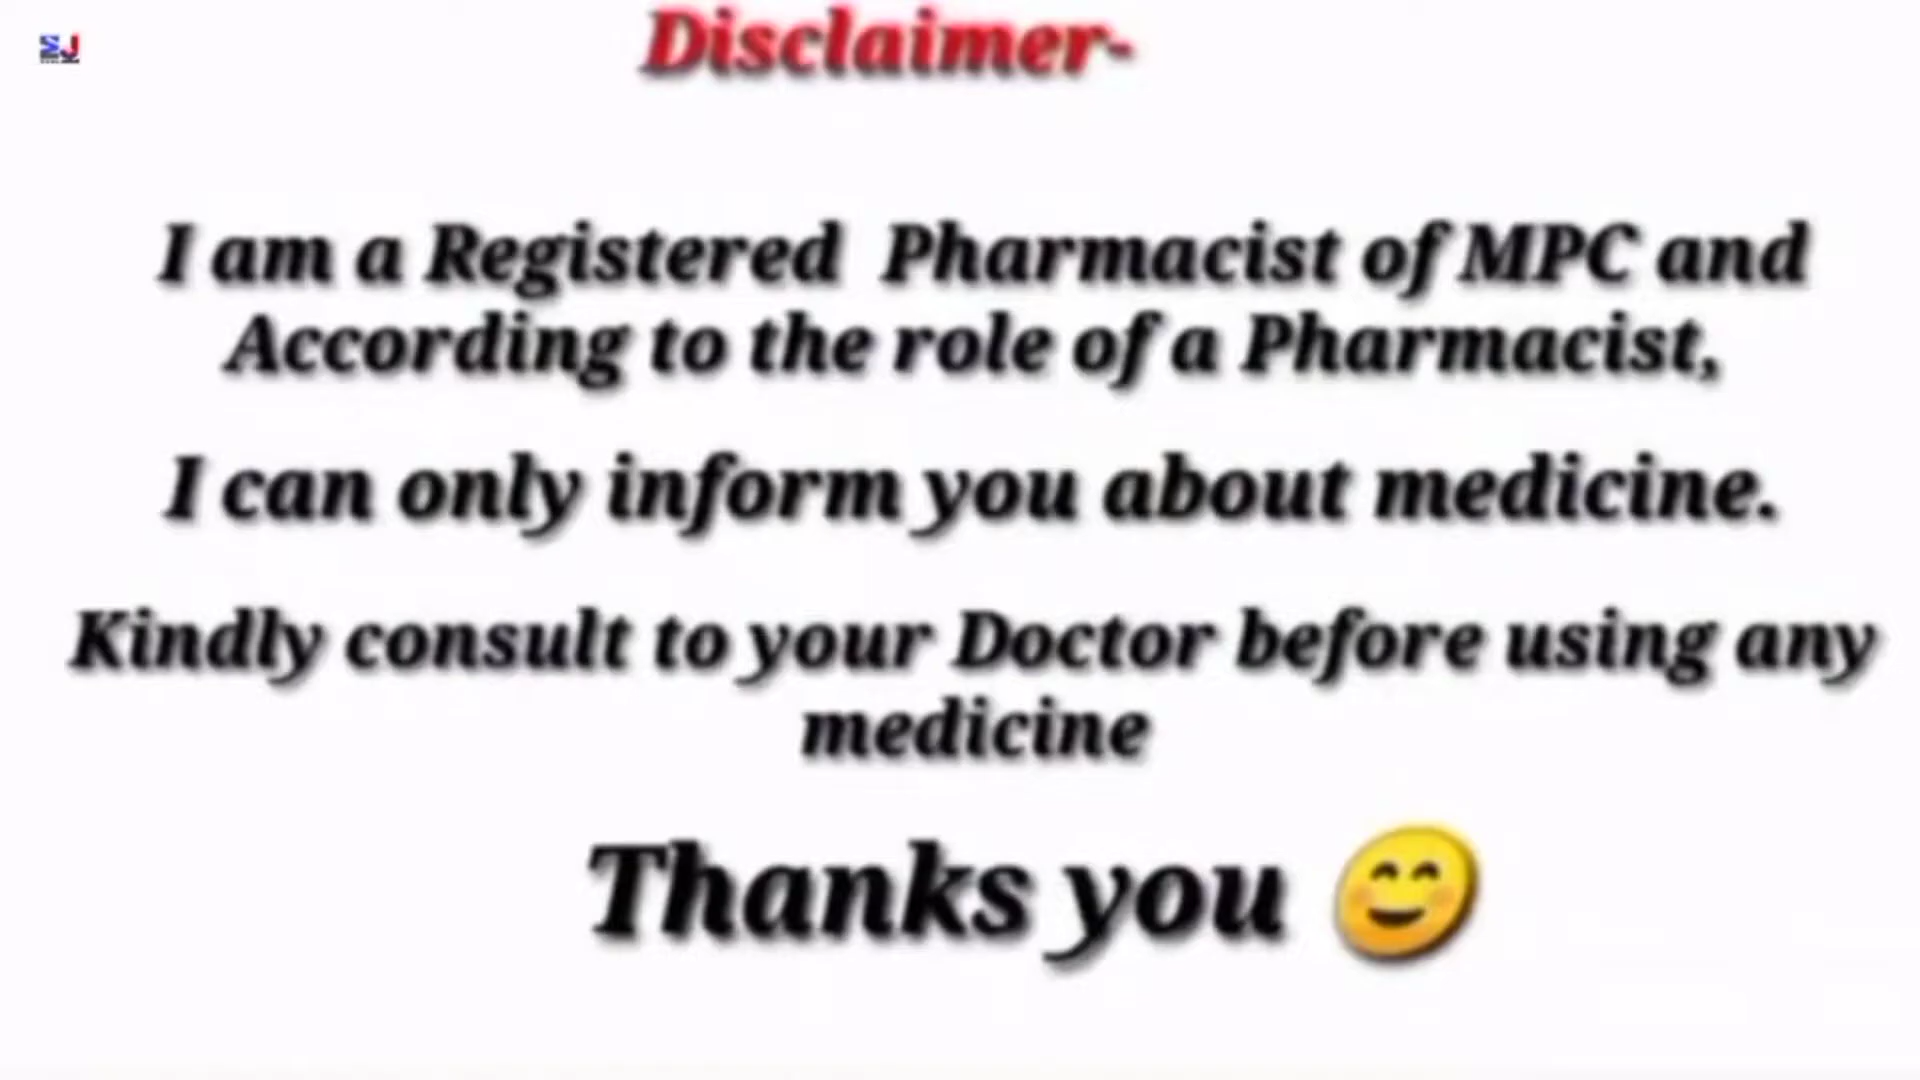 Disclaimer-
I am a Registered Pharmacist of MPC and
According to the role of a Pharmacist,
I can only inform you about medicine.
Kindly consult to your Doctor before using any
medicine
Thanks you 😊